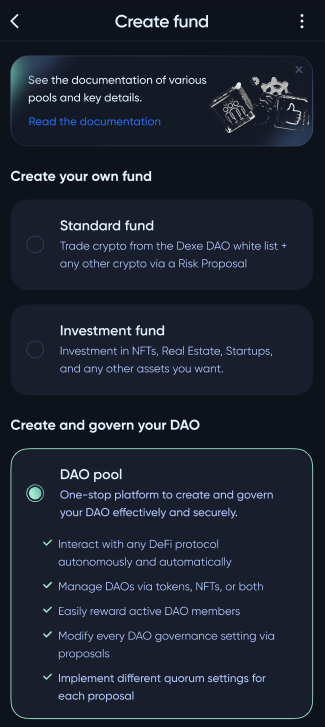 Create fund
See the documentation of various
pools and key details.
Read the documentation
Create your own fund
Standard fund
Trade crypto from the Dexe DAO white list +
any other crypto via a Risk Proposal
Investment fund
Investment in NFTs, Real Estate, Startups,
and any other assets you want.
Create and govern your DAO
DAO pool
One-stop platform to create and govern
your DAO effectively and securely.
Interact with any DeFi protocol
autonomously and automatically
Manage DAOs via tokens, NFTs, or both
Easily reward active DAO members
Modify every DAO governance setting via
proposals
Implement different quorum settings for
each proposal